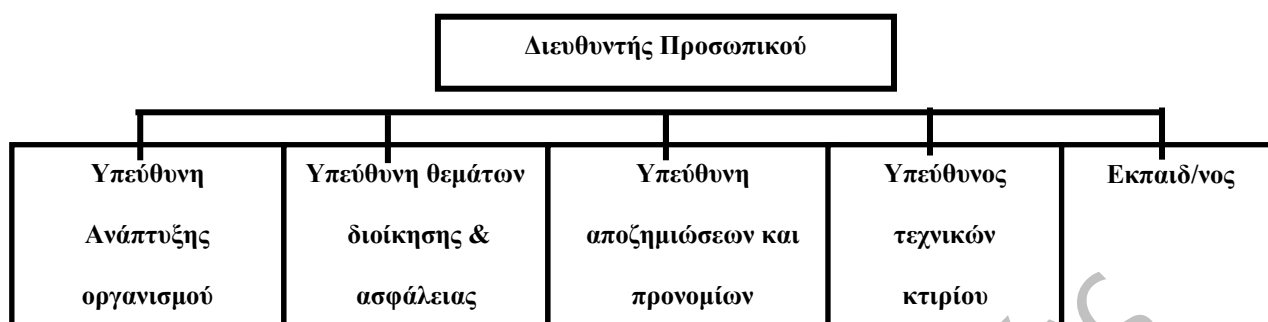 Διευθυντής Προσωπικού
Υπεύθυνη
Ανάπτυξης
οργανισμού
Υπεύθυνη θεμάτων
διοίκησης &
ασφάλειας
Υπεύθυνη
αποζημιώσεων και
προνομίων
Υπεύθυνος
τεχνικών
κτιρίου
Εκπαιδ/νος